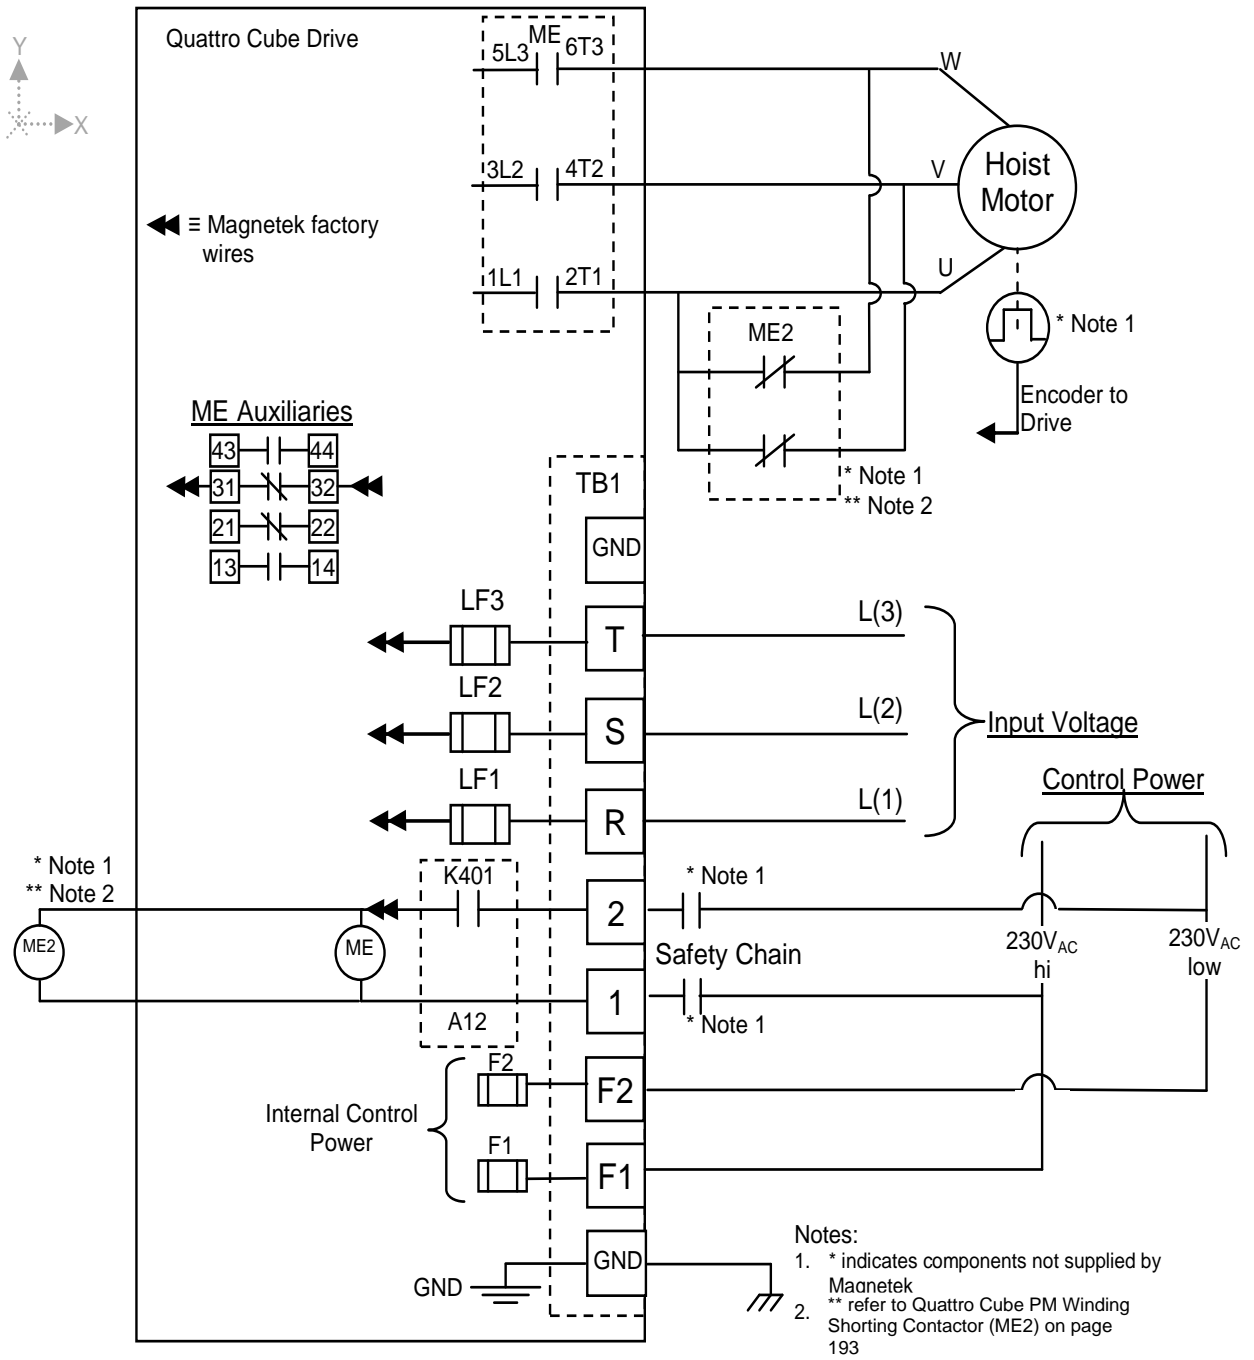 Quattro Cube Drive
ME
5L3
6T3
W
Y
X
3L2
4T2
V
Hoist
Motor
≡ Magnetek factory
wires
1L1
2T1
U
ME2
* Note 1
Encoder to
Drive
ME Auxiliaries
43
44
31
32
21
22
13
14
* Note 1
** Note 2
TB1
GND
LF3
T
L(3)
LF2
S
L(2)
Input Voltage
LF1
R
L(1)
Control Power
* Note 1
** Note 2
K401
2
* Note 1
ME2
ME
Safety Chain
230VAC
hi
230VAC
low
1
* Note 1
A12
F2
F2
Internal Control
Power
F1
F1
GND
GND
Notes:
1. * indicates components not supplied by
Magnetek
2. ** refer to Quattro Cube PM Winding
Shorting Contactor (ME2) on page
193